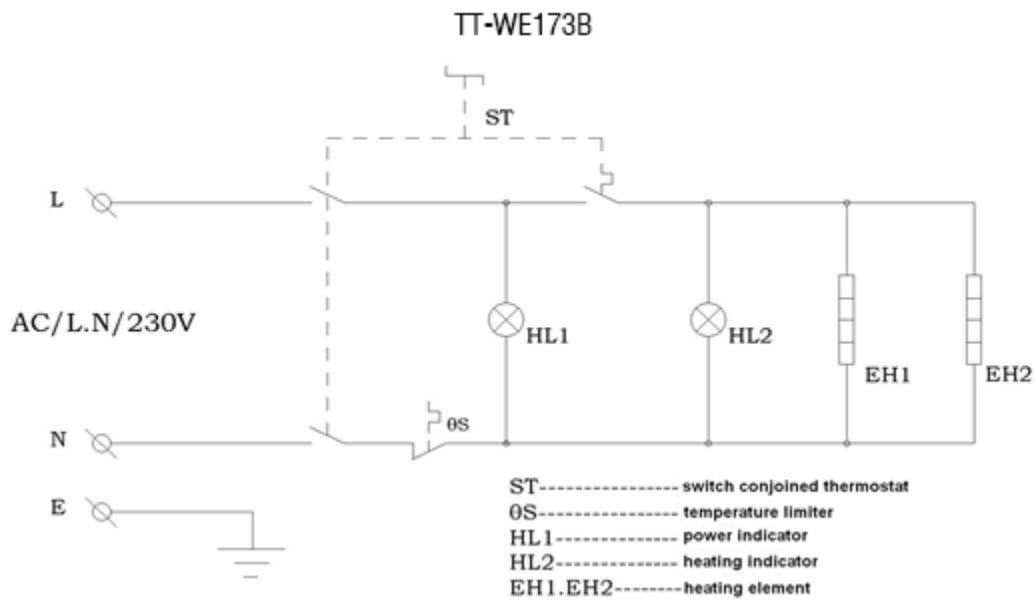 TT-WE173B
ST
L
AC/L.N/230V
HL1
HL2
EH1
EH2
N
θS
E
ST---------------- switch conjoined thermostat
θS---------------- temperature limiter
HL1-------------- power indicator
HL2-------------- heating indicator
EH1.EH2-------- heating element